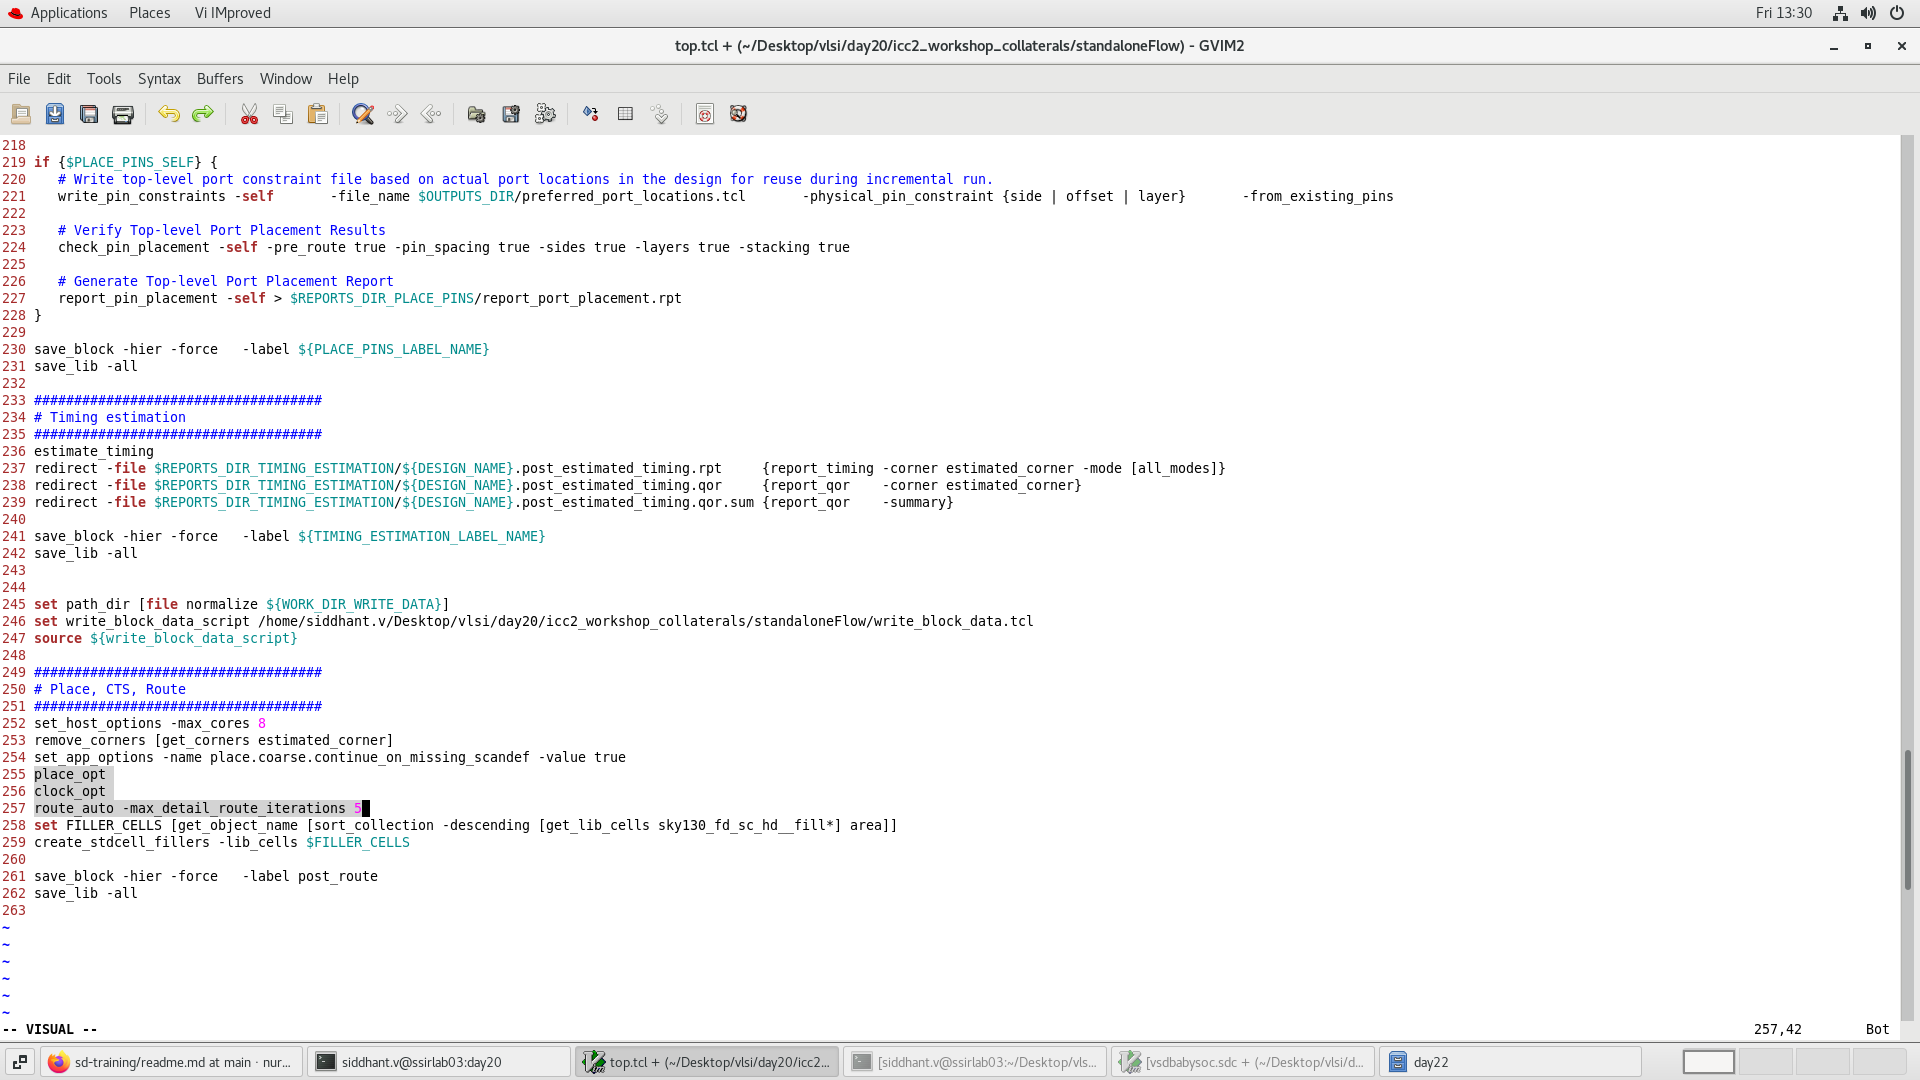 Applications Places Vi IMproved Fri 13:30
top.tcl + (~/Desktop/vlsi/day20/icc2_workshop_collaterals/standaloneFlow) - GVIM2
File Edit Tools Syntax Buffers Window Help
218
219 if {$PLACE_PINS_SELF} {
220    # Write top-level port constraint file based on actual port locations in the design for reuse during incremental run.
221    write_pin_constraints -self       -file_name $OUTPUTS_DIR/preferred_port_locations.tcl       -physical_pin_constraint {side | offset | layer}       -from_existing_pins
222
223    # Verify Top-level Port Placement Results
224    check_pin_placement -self -pre_route true -pin_spacing true -sides true -layers true -stacking true
225
226    # Generate Top-level Port Placement Report
227    report_pin_placement -self > $REPORTS_DIR_PLACE_PINS/report_port_placement.rpt
228 }
229
230 save_block -hier -force   -label ${PLACE_PINS_LABEL_NAME}
231 save_lib -all
232
233 ####################################
234 # Timing estimation
235 ####################################
236 estimate_timing
237 redirect -file $REPORTS_DIR_TIMING_ESTIMATION/${DESIGN_NAME}.post_estimated_timing.rpt     {report_timing -corner estimated_corner -mode [all_modes]}
238 redirect -file $REPORTS_DIR_TIMING_ESTIMATION/${DESIGN_NAME}.post_estimated_timing.qor     {report_qor    -corner estimated_corner}
239 redirect -file $REPORTS_DIR_TIMING_ESTIMATION/${DESIGN_NAME}.post_estimated_timing.qor.sum {report_qor    -summary}
240
241 save_block -hier -force   -label ${TIMING_ESTIMATION_LABEL_NAME}
242 save_lib -all
243
244
245 set path_dir [file normalize ${WORK_DIR_WRITE_DATA}]
246 set write_block_data_script /home/siddhant.v/Desktop/vlsi/day20/icc2_workshop_collaterals/standaloneFlow/write_block_data.tcl
247 source ${write_block_data_script}
248
249 ####################################
250 # Place, CTS, Route
251 ####################################
252 set_host_options -max_cores 8
253 remove_corners [get_corners estimated_corner]
254 set_app_options -name place.coarse.continue_on_missing_scandef -value true
255 place_opt
256 clock_opt
257 route_auto -max_detail_route_iterations 5
258 set FILLER_CELLS [get_object_name [sort_collection -descending [get_lib_cells sky130_fd_sc_hd__fill*] area]]
259 create_stdcell_fillers -lib_cells $FILLER_CELLS
260
261 save_block -hier -force   -label post_route
262 save_lib -all
263
~
~
~
~
~
~
-- VISUAL -- 257,42 Bot
sd-training/readme.md at main · nur... siddhant.v@ssirlab03:day20 top.tcl + (~/Desktop/vlsi/day20/icc2... [siddhant.v@ssirlab03:~/Desktop/vls... [vsdbabysoc.sdc + (~/Desktop/vlsi/d... day22